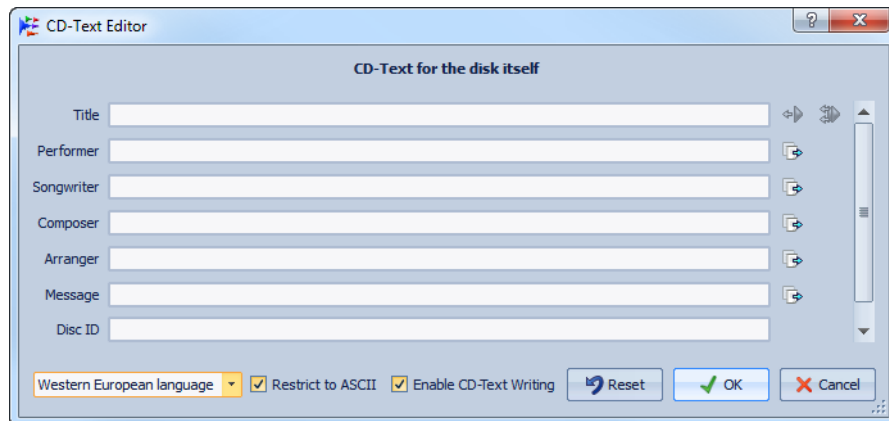 CD-Text Editor
CD-Text for the disk itself
Title
Performer
Songwriter
Composer
Arranger
Message
Disc ID
Western European language Restrict to ASCII Enable CD-Text Writing Reset OK Cancel